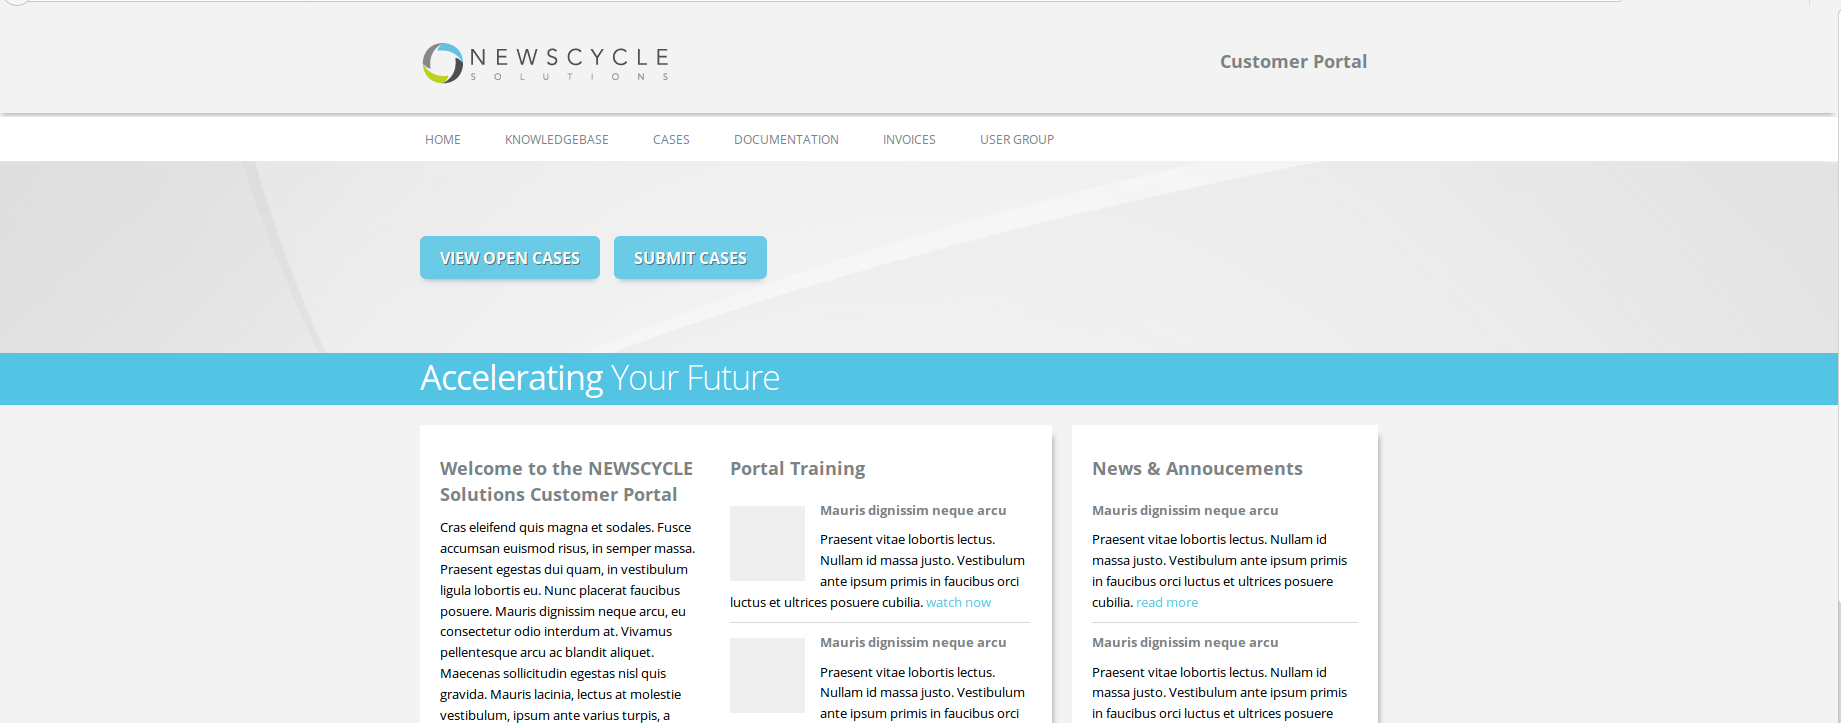 NEWSCYCLE
SOLUTIONS
Customer Portal
HOME KNOWLEDGEBASE CASES DOCUMENTATION INVOICES USER GROUP
VIEW OPEN CASES SUBMIT CASES
Accelerating Your Future
Welcome to the NEWSCYCLE
Solutions Customer Portal
Cras eleifend quis magna et sodales. Fusce
accumsan euismod risus, in semper massa.
Praesent egestas dui quam, in vestibulum
ligula lobortis eu. Nunc placerat faucibus
posuere. Mauris dignissim neque arcu, eu
consectetur odio interdum at. Vivamus
pellentesque arcu ac blandit aliquet.
Maecenas sollicitudin egestas nisl quis
gravida. Mauris lacinia, lectus at molestie
vestibulum, ipsum ante varius turpis, a
Portal Training
Mauris dignissim neque arcu
Praesent vitae lobortis lectus.
Nullam id massa justo. Vestibulum
ante ipsum primis in faucibus orci
luctus et ultrices posuere cubilia. watch now
Mauris dignissim neque arcu
Praesent vitae lobortis lectus.
Nullam id massa justo. Vestibulum
ante ipsum primis in faucibus orci
News & Annoucements
Mauris dignissim neque arcu
Praesent vitae lobortis lectus. Nullam id
massa justo. Vestibulum ante ipsum primis
in faucibus orci luctus et ultrices posuere
cubilia. read more
Mauris dignissim neque arcu
Praesent vitae lobortis lectus. Nullam id
massa justo. Vestibulum ante ipsum primis
in faucibus orci luctus et ultrices posuere